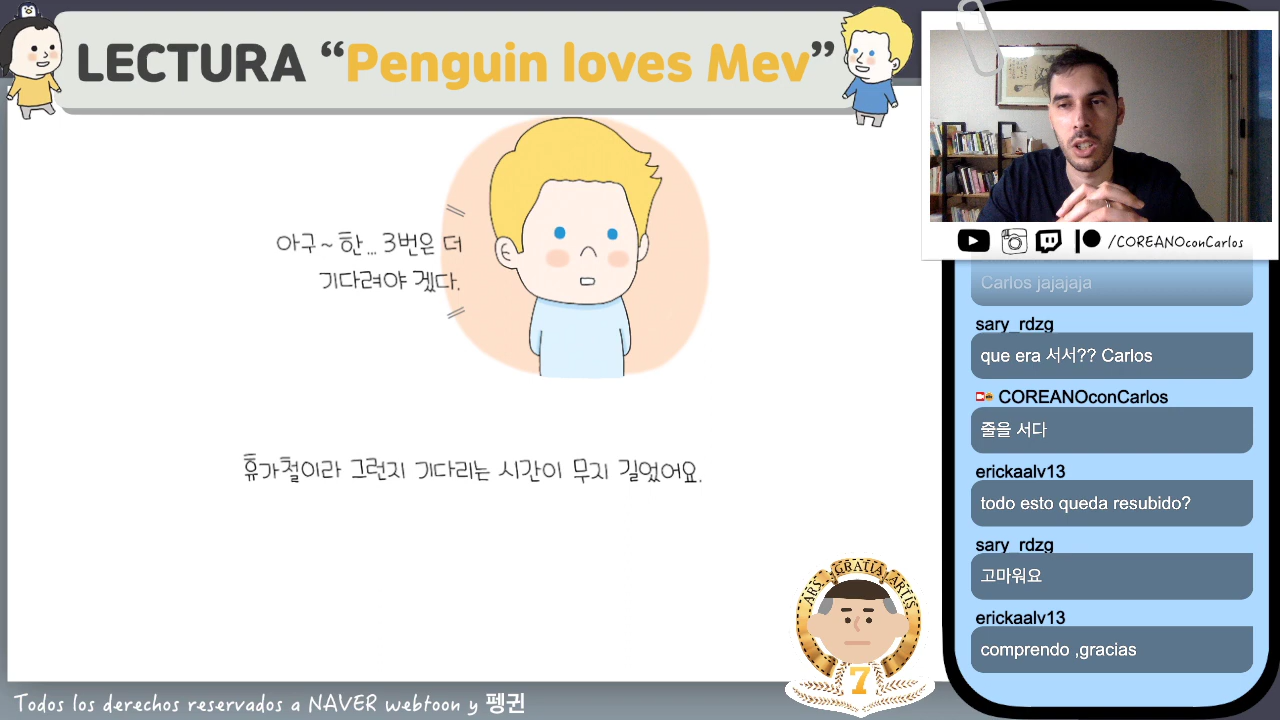 LECTURA “Penguin loves Mev”
아구~ 한... 3번은 더
기다려야 겠다.
휴가철이라 그런지 기다리는 시간이 무지 길었어요.
ARS GRATIA ARTIS
7
Todos los derechos reservados a NAVER webtoon y 펭귄
/COREANOconCarlos
Carlos jajajaja
sary_rdzg
que era 서서?? Carlos
COREANOconCarlos
줄을 서다
erickaalv13
todo esto queda resubido?
sary_rdzg
고마워요
erickaalv13
comprendo ,gracias